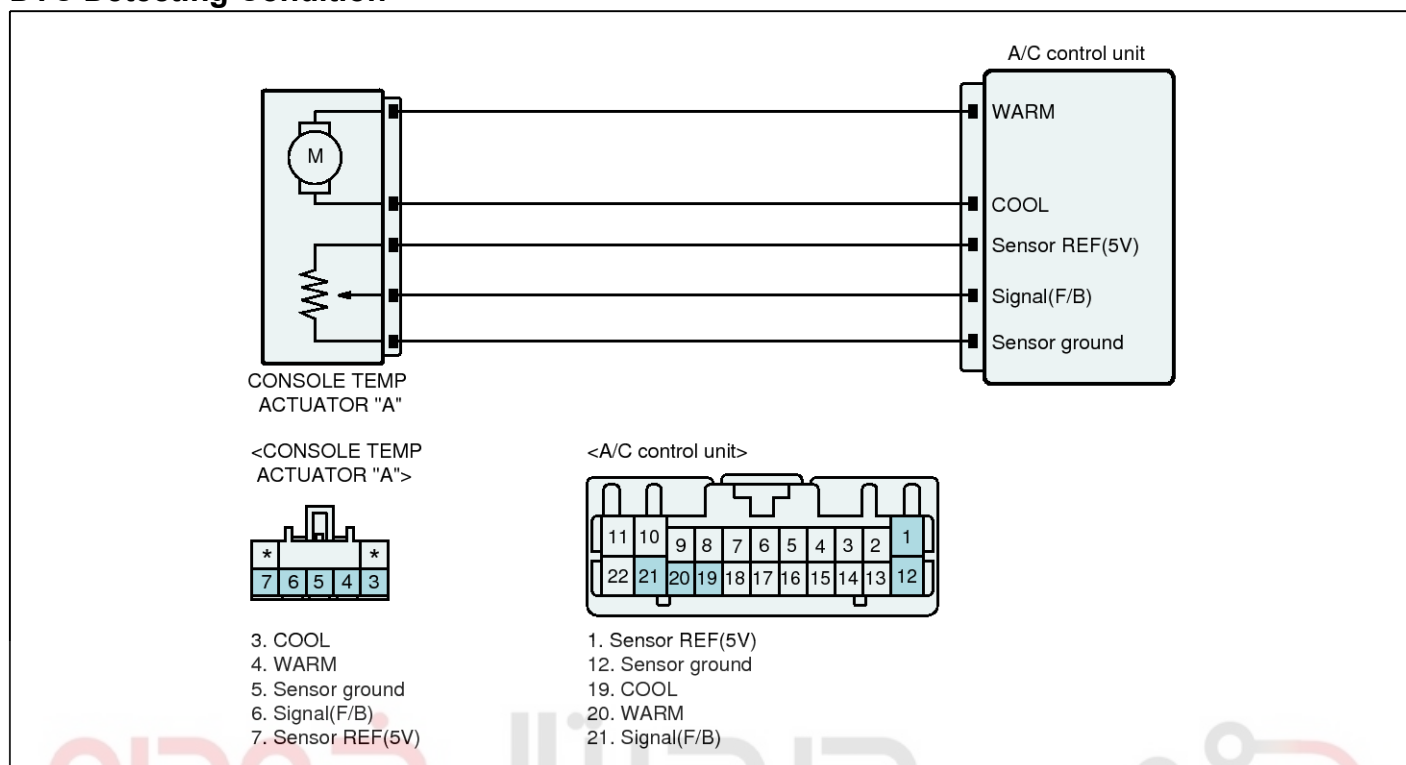 A/C control unit
WARM
COOL
Sensor REF(5V)
Signal(F/B)
Sensor ground
M
CONSOLE TEMP
ACTUATOR "A"
<CONSOLE TEMP
ACTUATOR "A">
* *
7 6 5 4 3
3. COOL
4. WARM
5. Sensor ground
6. Signal(F/B)
7. Sensor REF(5V)
<A/C control unit>
11 10 9 8 7 6 5 4 3 2 1
22 21 20 19 18 17 16 15 14 13 12
1. Sensor REF(5V)
12. Sensor ground
19. COOL
20. WARM
21. Signal(F/B)